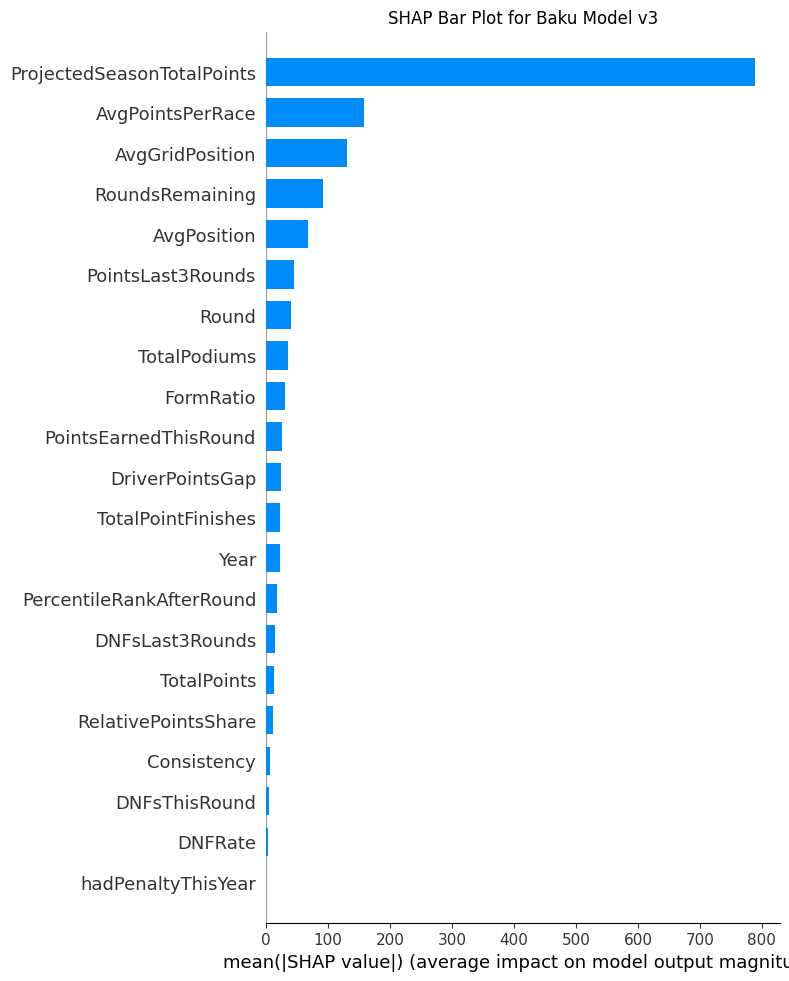 SHAP Bar Plot for Baku Model v3
ProjectedSeasonTotalPoints
AvgPointsPerRace
AvgGridPosition
RoundsRemaining
AvgPosition
PointsLast3Rounds
Round
TotalPodiums
FormRatio
PointsEarnedThisRound
DriverPointsGap
TotalPointFinishes
Year
PercentileRankAfterRound
DNFsLast3Rounds
TotalPoints
RelativePointsShare
Consistency
DNFsThisRound
DNFRate
hadPenaltyThisYear
0 100 200 300 400 500 600 700 800
mean(|SHAP value|) (average impact on model output magnitu